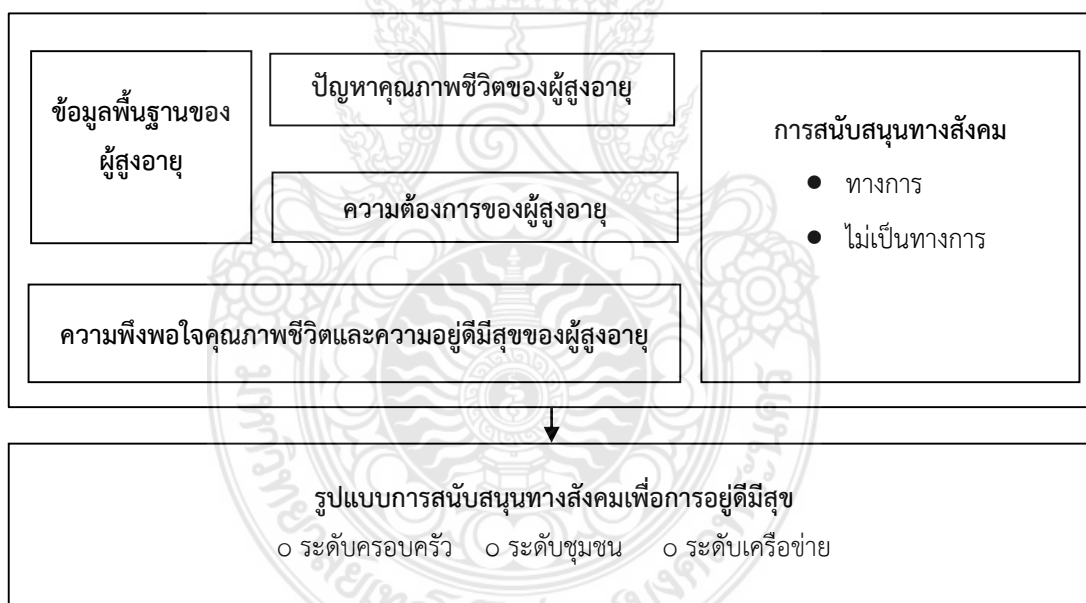 ข้อมูลพื้นฐานของ
ผู้สูงอายุ
ปัญหาคุณภาพชีวิตของผู้สูงอายุ
ความต้องการของผู้สูงอายุ
ความพึงพอใจคุณภาพชีวิตและความอยู่ดีมีสุขของผู้สูงอายุ
การสนับสนุนทางสังคม
● ทางการ
● ไม่เป็นทางการ
รูปแบบการสนับสนุนทางสังคมเพื่อการอยู่ดีมีสุข
o ระดับครอบครัว o ระดับชุมชน o ระดับเครือข่าย